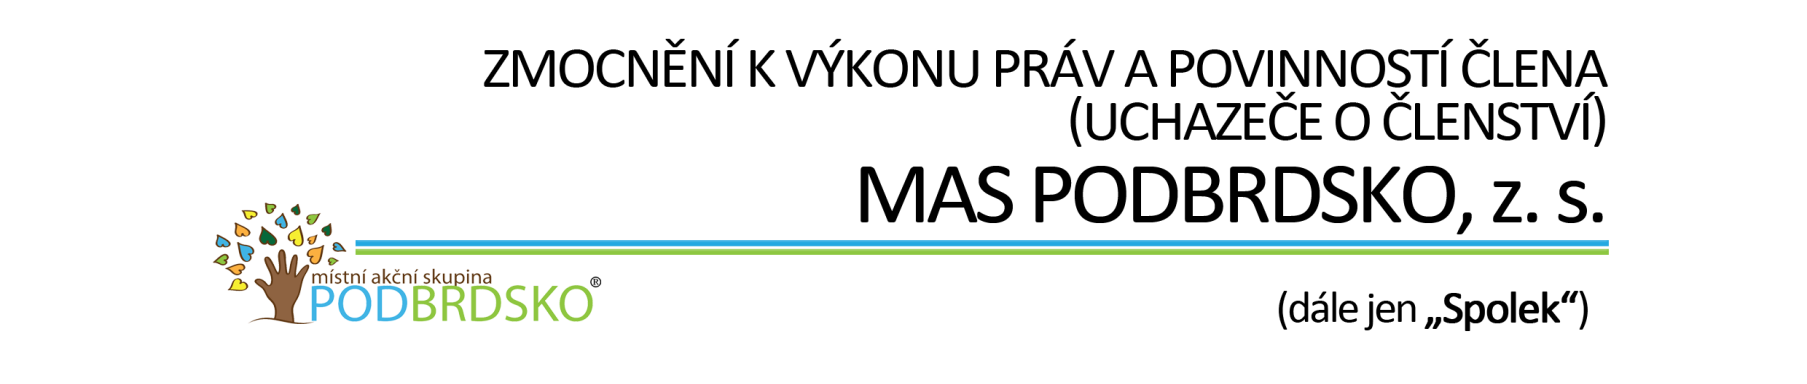 ZMOCNĚNÍ K VÝKONU PRÁV A POVINNOSTÍ ČLENA
(UCHAZEČE O ČLENSTVÍ)
MAS PODBRDSKO, z. s.
místní akční skupina
PODBRDSKO®
(dále jen „Spolek“)